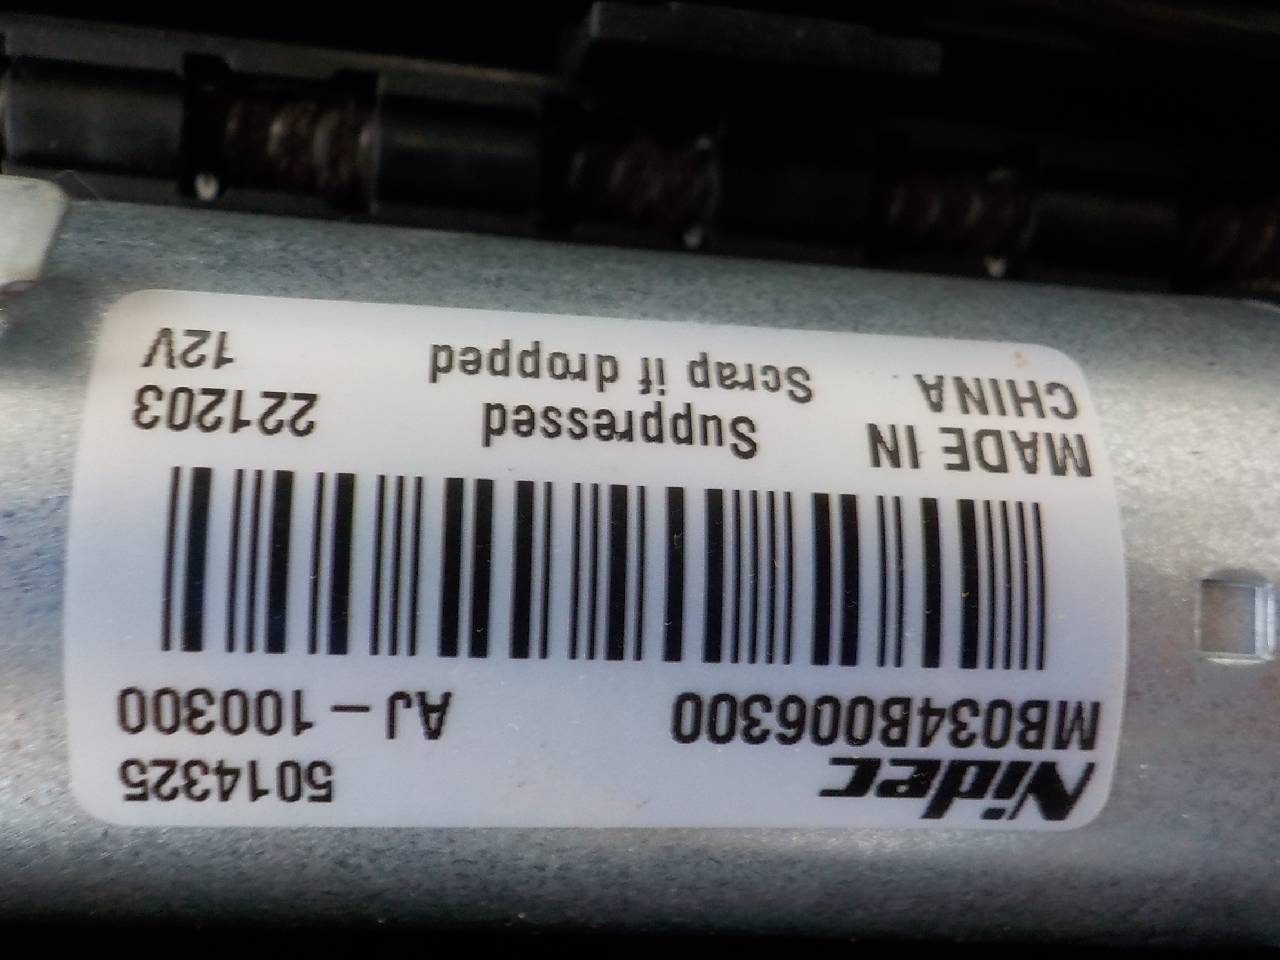 Nidec 5014325
MB034B006300 AJ-100300
MADE IN Suppressed 221203
CHINA Scrap if dropped 12V